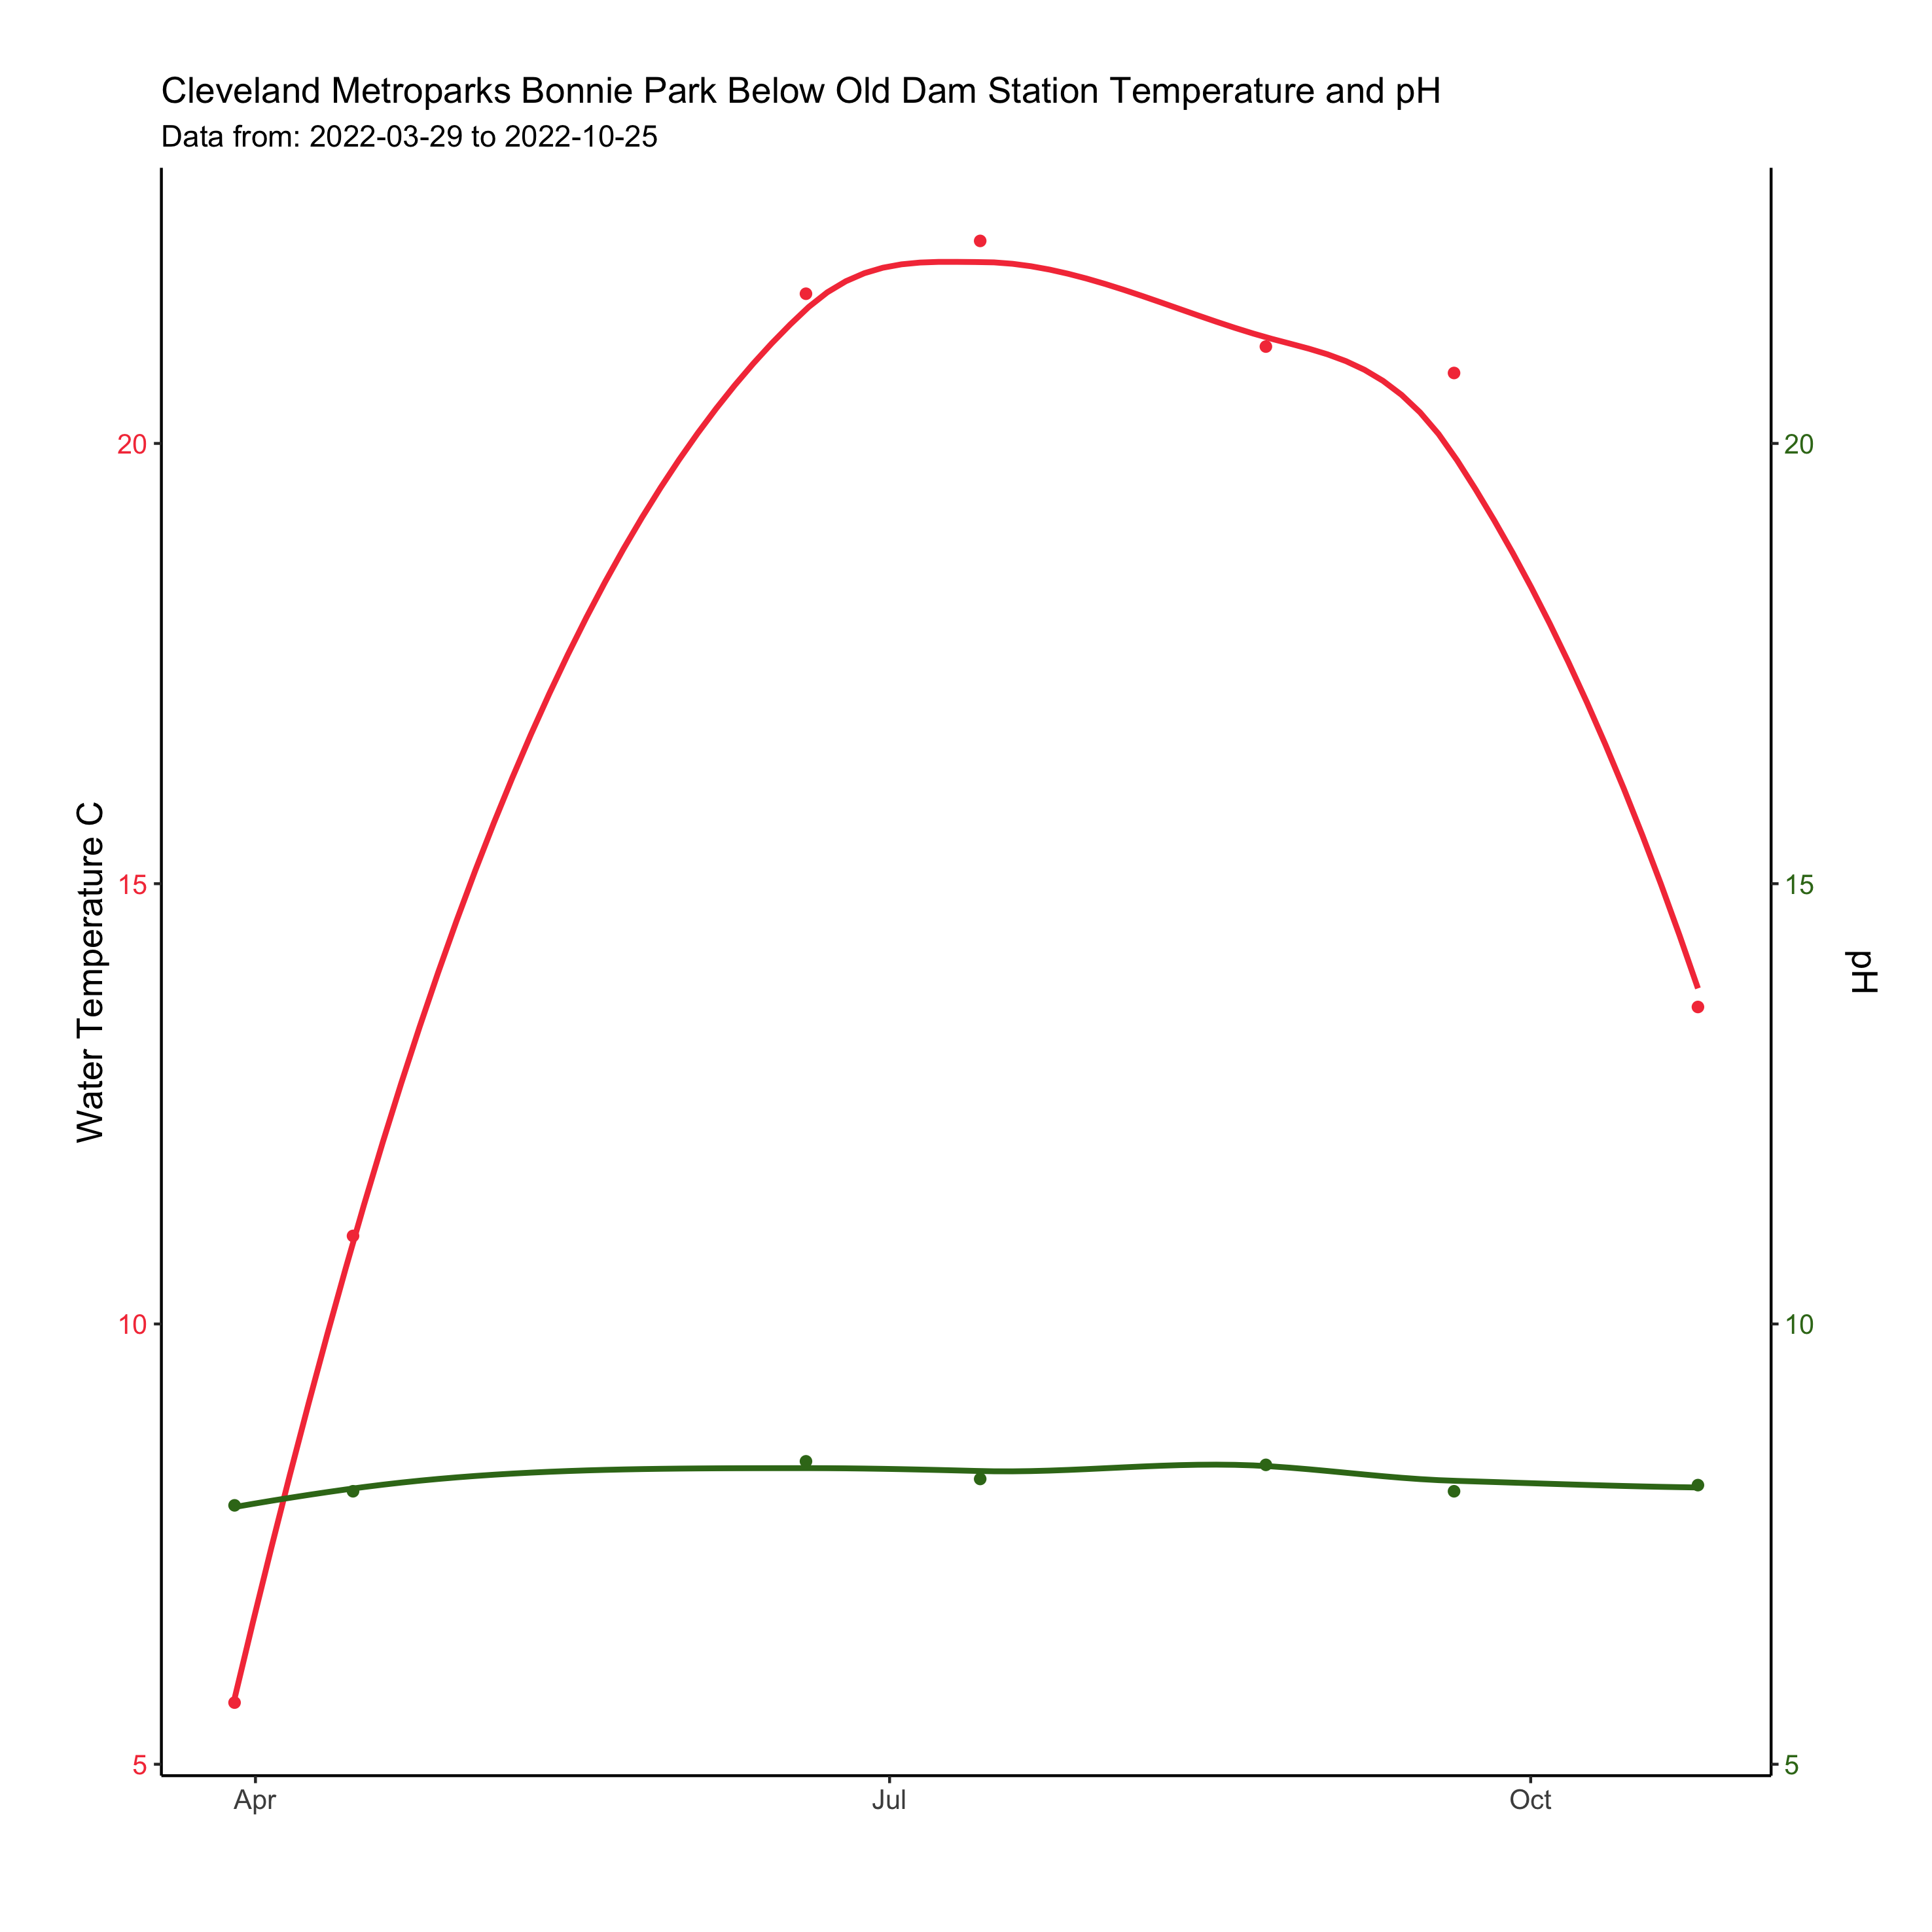 Cleveland Metroparks Bonnie Park Below Old Dam Station Temperature and pH
Data from: 2022-03-29 to 2022-10-25
Water Temperature C
20
15
10
5
20
15
10
5
pH
Apr
Jul
Oct